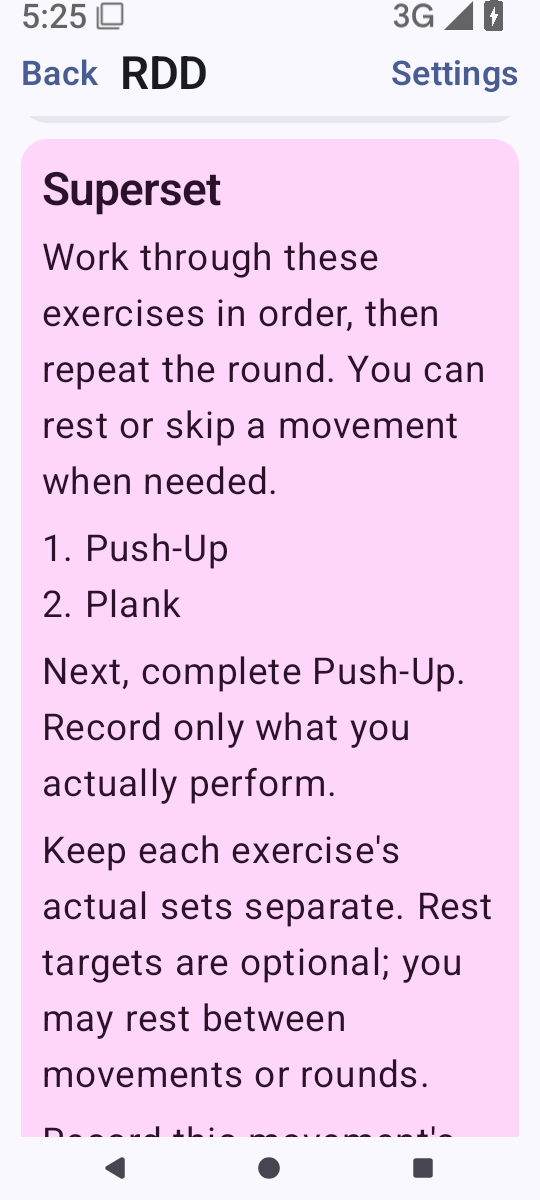 5:25 3G
Back RDD Settings
Superset
Work through these
exercises in order, then
repeat the round. You can
rest or skip a movement
when needed.
1. Push-Up
2. Plank
Next, complete Push-Up.
Record only what you
actually perform.
Keep each exercise's
actual sets separate. Rest
targets are optional; you
may rest between
movements or rounds.
Record this movement's